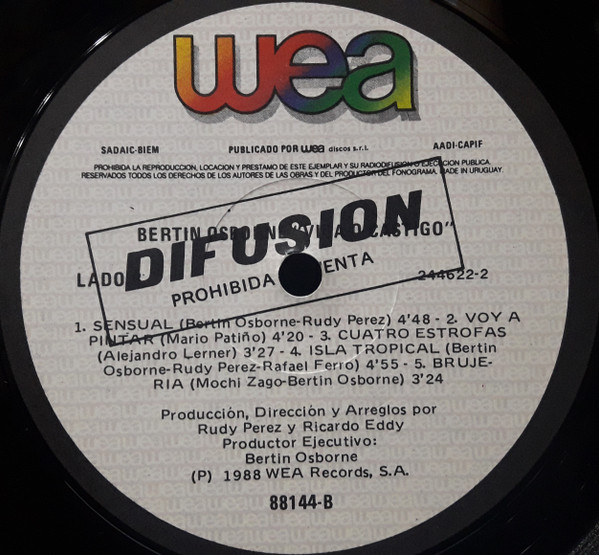 wea
SADAIC-BIEM PUBLICADO POR wea discos s.r.l. AADI-CAPIF
PROHIBIDA LA REPRODUCCION, LOCACION Y PRESTAMO DE ESTE EJEMPLAR Y SU RADIODIFUSION O EJECUCION PUBLICA.
RESERVADOS TODOS LOS DERECHOS DE LOS AUTORES DE LAS OBRAS Y DEL PRODUCTOR DEL FONOGRAMA. MADE IN URUGUAY.
BERTIN OSBORNE CASTIGO"
DIFUSION
PROHIBIDA VENTA
LADO 244622-2
1. SENSUAL (Bertin Osborne-Rudy Perez) 4'48 - 2. VOY A
PINTAR (Mario Patiño) 4'20 - 3. CUATRO ESTROFAS
(Alejandro Lerner) 3'27 - 4. ISLA TROPICAL (Bertin
Osborne-Rudy Perez-Rafael Ferro) 4'55 - 5. BRUJE-
RIA (Mochi Zago-Bertin Osborne) 3'24
Producción, Dirección y Arreglos por
Rudy Perez y Ricardo Eddy
Productor Ejecutivo:
Bertin Osborne
(P) 1988 WEA Records, S.A.
88144-B